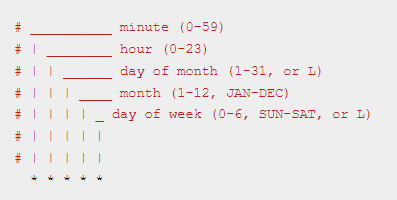 # __________ minute (0-59)
# | ________ hour (0-23)
# | | ______ day of month (1-31, or L)
# | | | ____ month (1-12, JAN-DEC)
# | | | | _ day of week (0-6, SUN-SAT, or L)
# | | | | |
# | | | | |
* * * * *